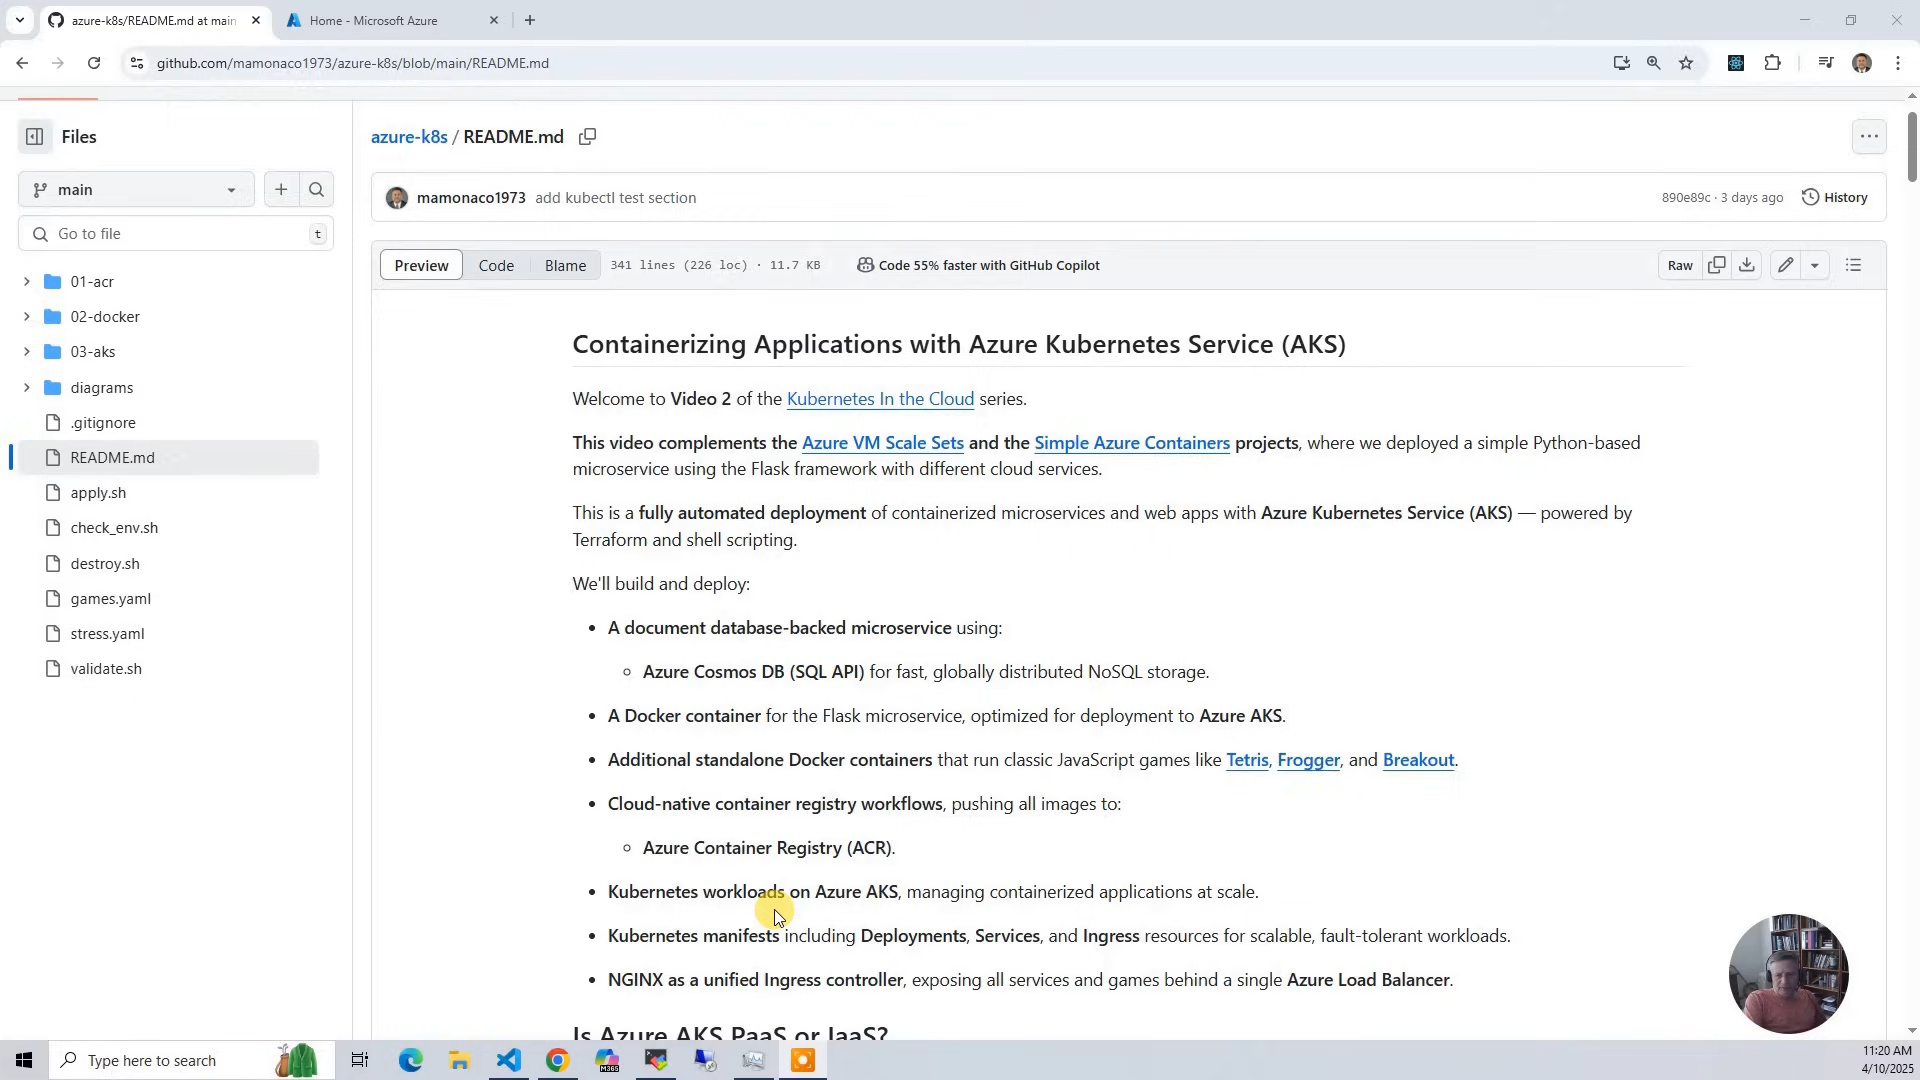 azure-k8s/README.md at main
Home - Microsoft Azure
github.com/mamonaco1973/azure-k8s/blob/main/README.md
Files
azure-k8s / README.md
main
mamonaco1973 add kubectl test section
890e89c · 3 days ago
History
Go to file
t
Preview
Code
Blame
341 lines (226 loc) · 11.7 KB
Code 55% faster with GitHub Copilot
Raw
01-acr
02-docker
03-aks
diagrams
.gitignore
README.md
apply.sh
check_env.sh
destroy.sh
games.yaml
stress.yaml
validate.sh
Containerizing Applications with Azure Kubernetes Service (AKS)
Welcome to Video 2 of the Kubernetes In the Cloud series.
This video complements the Azure VM Scale Sets and the Simple Azure Containers projects, where we deployed a simple Python-based
microservice using the Flask framework with different cloud services.
This is a fully automated deployment of containerized microservices and web apps with Azure Kubernetes Service (AKS) — powered by
Terraform and shell scripting.
We'll build and deploy:
• A document database-backed microservice using:
◦ Azure Cosmos DB (SQL API) for fast, globally distributed NoSQL storage.
• A Docker container for the Flask microservice, optimized for deployment to Azure AKS.
• Additional standalone Docker containers that run classic JavaScript games like Tetris, Frogger, and Breakout.
• Cloud-native container registry workflows, pushing all images to:
◦ Azure Container Registry (ACR).
• Kubernetes workloads on Azure AKS, managing containerized applications at scale.
• Kubernetes manifests including Deployments, Services, and Ingress resources for scalable, fault-tolerant workloads.
• NGINX as a unified Ingress controller, exposing all services and games behind a single Azure Load Balancer.
Is Azure AKS PaaS or IaaS?
Type here to search
M365
11:20 AM
4/10/2025